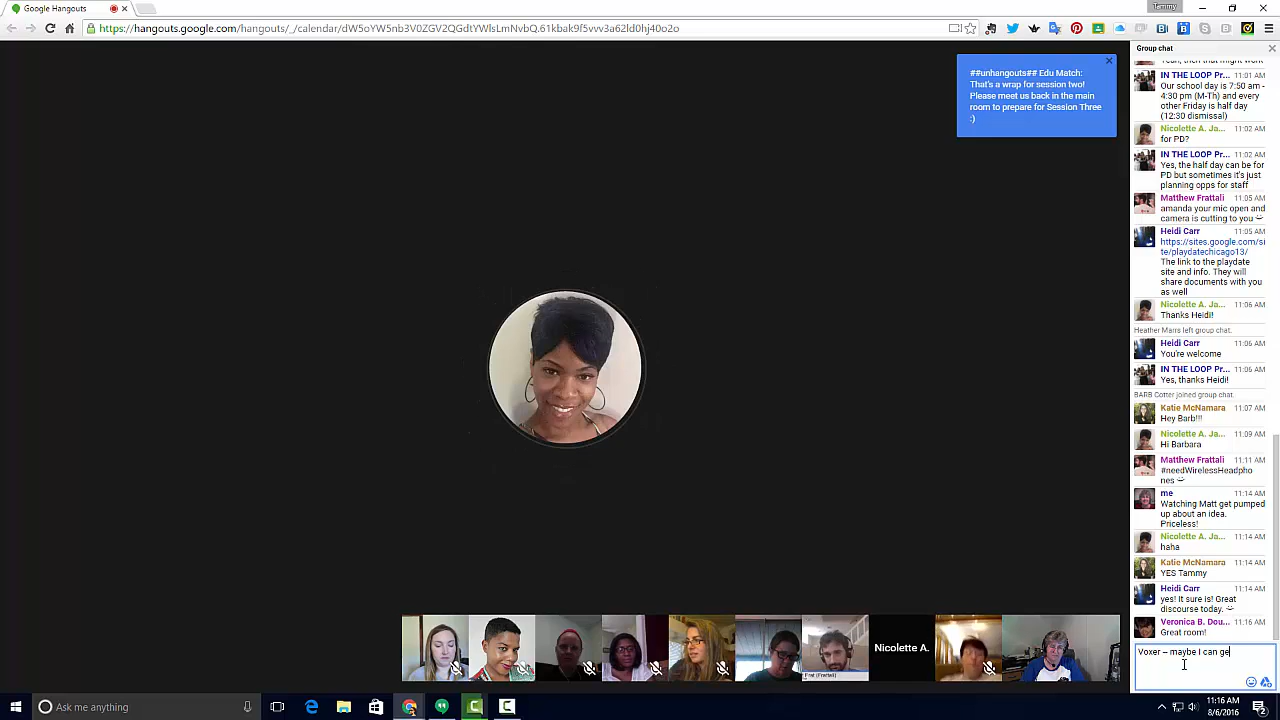 Google Hangouts
Tammy
https://hangouts.google.com/hangouts/_/calendar/dW5oYW5nb3V0ZGV2QGdtYWlsLmNvbQ.61kbak9f5vvv3a62ld0hj40o2o
Group chat
##unhangouts## Edu Match:
That's a wrap for session two!
Please meet us back in the main
room to prepare for Session Three
:)
IN THE LOOP Pr... 11:01 AM
Our school day is 7:50 am -
4:30 pm (M-Th) and every
other Friday is half day
(12:30 dismissal)
Nicolette A. Ja... 11:02 AM
for PD?
IN THE LOOP Pr... 11:02 AM
Yes, the half day can be for
PD but sometimes it's just
planning opps for staff
Matthew Frattali 11:05 AM
amanda your mic open and
camera is cutting to you
Heidi Carr 11:05 AM
https://sites.google.com/si
te/playdatechicago13/
The link to the playdate
site and info. They will
share documents with you
as well
Nicolette A. Ja... 11:06 AM
Thanks Heidi!
Heather Marrs left group chat.
Heidi Carr 11:06 AM
You're welcome
IN THE LOOP Pr... 11:06 AM
Yes, thanks Heidi!
BARB Cotter joined group chat.
Katie McNamara 11:07 AM
Hey Barb!!!
Nicolette A. Ja... 11:09 AM
Hi Barbara
Matthew Frattali 11:11 AM
#needWirelessHeadpho
nes
me 11:14 AM
Watching Matt get pumped
up about an idea.
Priceless!
Nicolette A. Ja... 11:14 AM
haha
Katie McNamara 11:14 AM
YES Tammy
Heidi Carr 11:14 AM
yes! It sure is! Great
discourse today.
Veronica B. Dou... 11:16 AM
Great room!
Voxer – maybe I can ge
Nicolette A.
Frat (Frattali)
Ask me anything
11:16 AM
8/6/2016